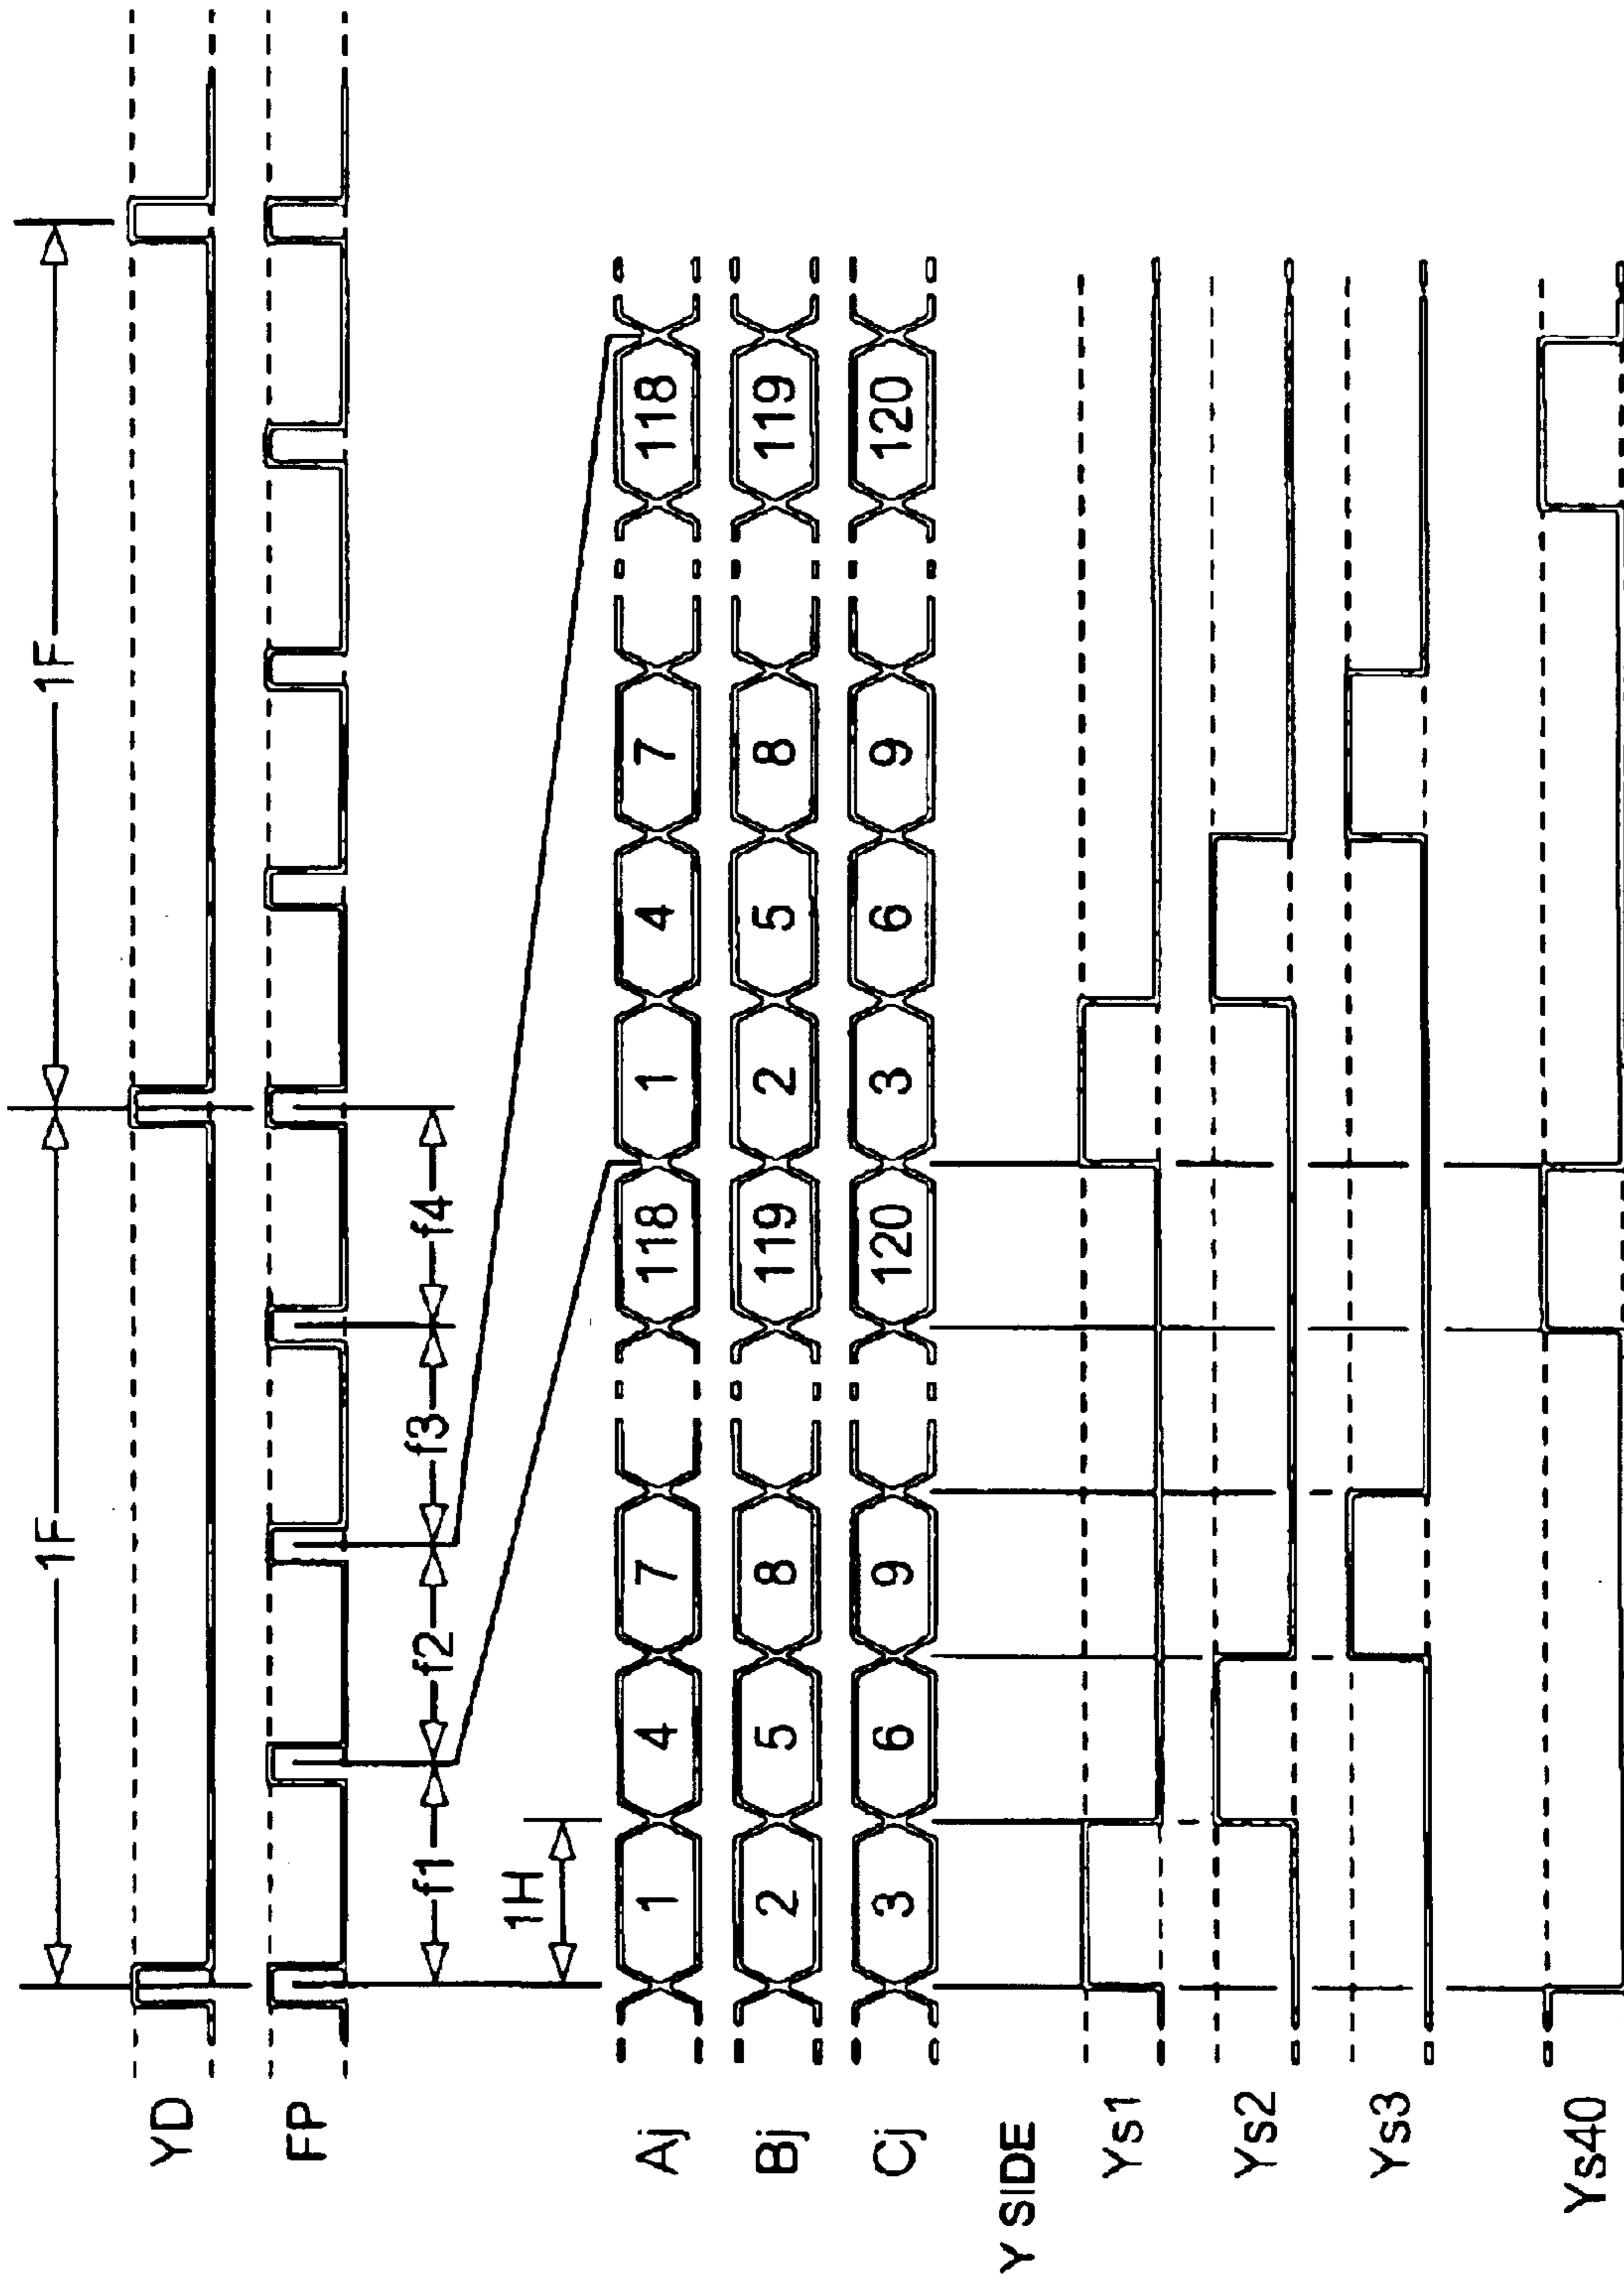 1F 1F
YD
FP
f1 f2 f3 f4
1H
Aj 1 4 7 118 1 4 7 118
Bj 2 5 8 119 2 5 8 119
Cj 3 6 9 120 3 6 9 120
Y SIDE
Ys1
Ys2
Ys3
Ys40